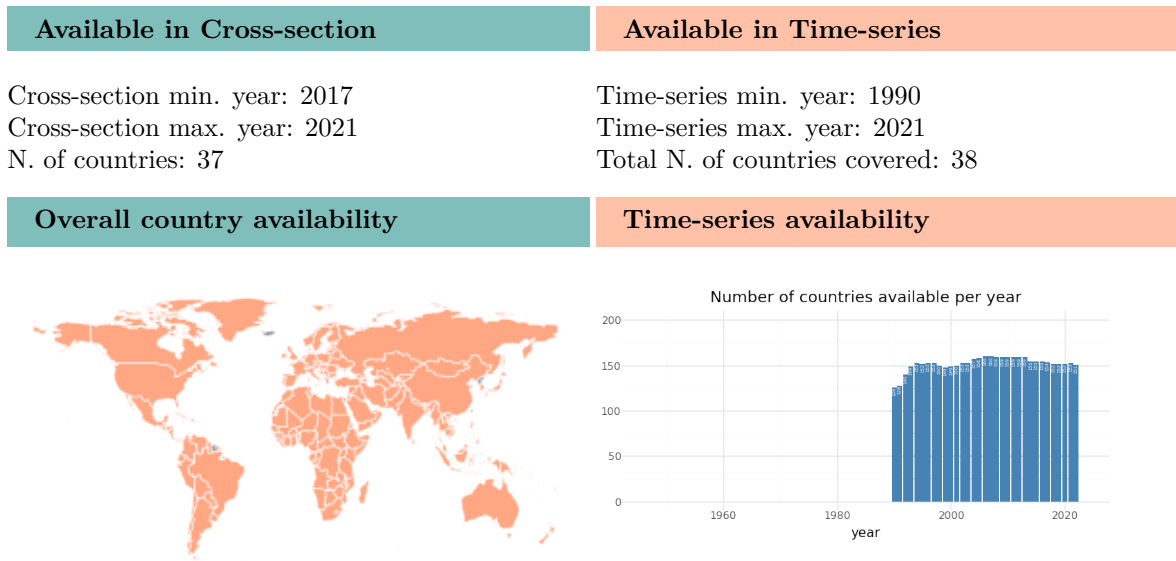 Available in Cross-section
Available in Time-series
Cross-section min. year: 2017
Cross-section max. year: 2021
N. of countries: 37
Time-series min. year: 1990
Time-series max. year: 2021
Total N. of countries covered: 38
Overall country availability
Time-series availability
Number of countries available per year
200
150
100
50
0
1960
1980
2000
2020
year